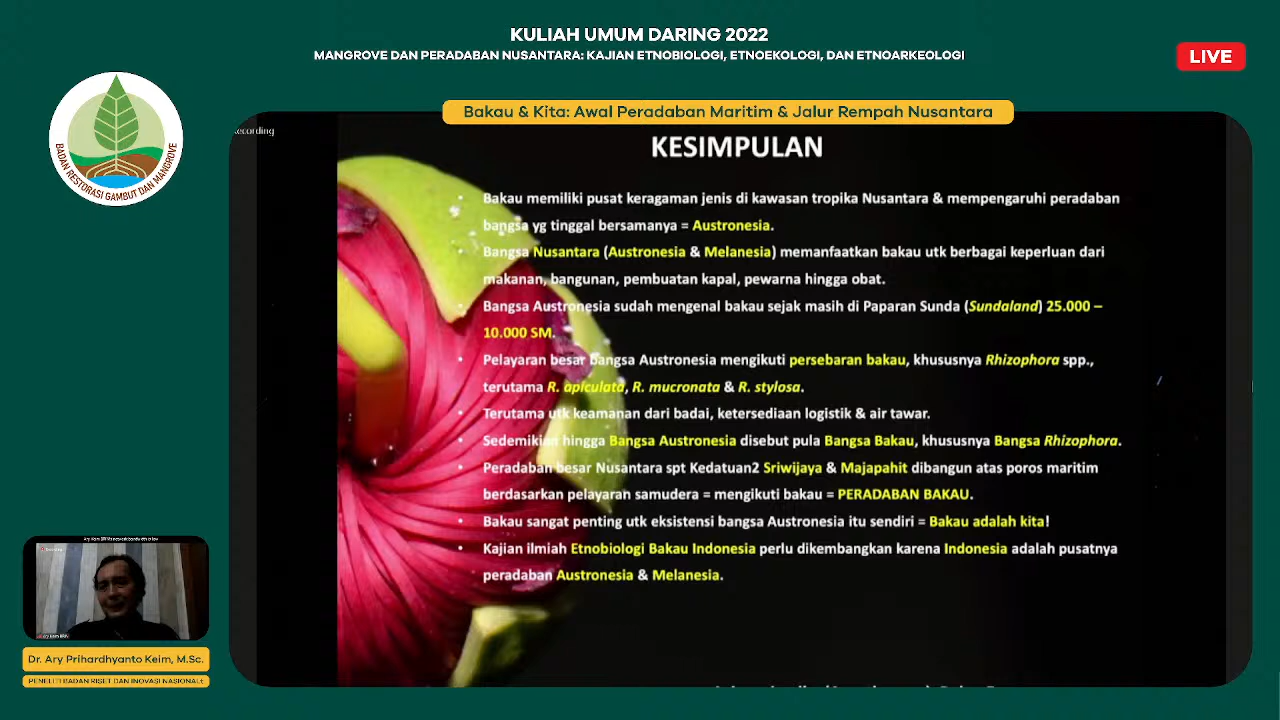 KULIAH UMUM DARING 2022
MANGROVE DAN PERADABAN NUSANTARA: KAJIAN ETNOBIOLOGI, ETNOEKOLOGI, DAN ETNOARKEOLOGI
LIVE
BADAN RESTORASI GAMBUT DAN MANGROVE
Bakau & Kita: Awal Peradaban Maritim & Jalur Rempah Nusantara
KESIMPULAN
• Bakau memiliki pusat keragaman jenis di kawasan tropika Nusantara & mempengaruhi peradaban
bangsa yg tinggal bersamanya = Austronesia.
• Bangsa Nusantara (Austronesia & Melanesia) memanfaatkan bakau utk berbagai keperluan dari
makanan, bangunan, pembuatan kapal, pewarna hingga obat.
• Bangsa Austronesia sudah mengenal bakau sejak masih di Paparan Sunda (Sundaland) 25.000 –
10.000 SM.
• Pelayaran besar bangsa Austronesia mengikuti persebaran bakau, khususnya Rhizophora spp.,
terutama R. apiculata, R. mucronata & R. stylosa.
• Terutama utk keamanan dari badai, ketersediaan logistik & air tawar.
• Sedemikian hingga Bangsa Austronesia disebut pula Bangsa Bakau, khususnya Bangsa Rhizophora.
• Peradaban besar Nusantara spt Kedatuan2 Sriwijaya & Majapahit dibangun atas poros maritim
berdasarkan pelayaran samudera = mengikuti bakau = PERADABAN BAKAU.
• Bakau sangat penting utk eksistensi bangsa Austronesia itu sendiri = Bakau adalah kita!
• Kajian ilmiah Etnobiologi Bakau Indonesia perlu dikembangkan karena Indonesia adalah pusatnya
peradaban Austronesia & Melanesia.
Dr. Ary Prihardhyanto Keim, M.Sc.
PENELITI BADAN RISET DAN INOVASI NASIONAL